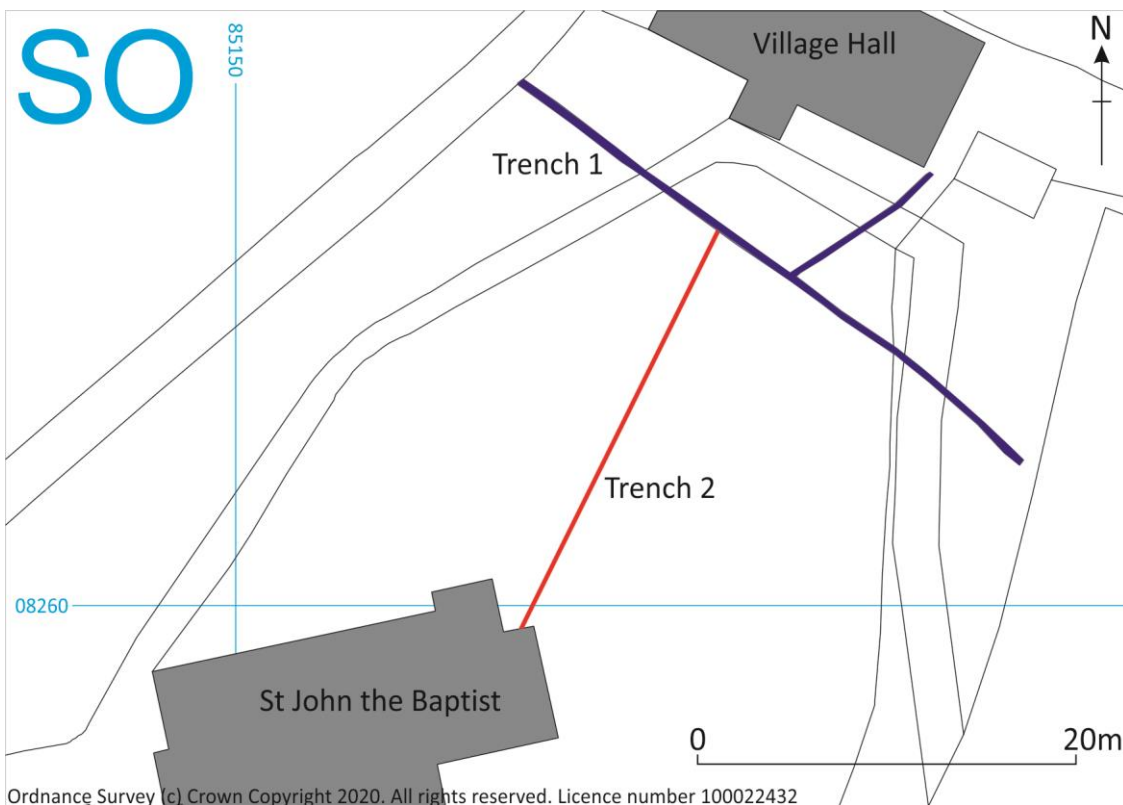 SO
85150
Village Hall
N
Trench 1
Trench 2
08260
St John the Baptist
0 20m
Ordnance Survey (c) Crown Copyright 2020. All rights reserved. Licence number 100022432